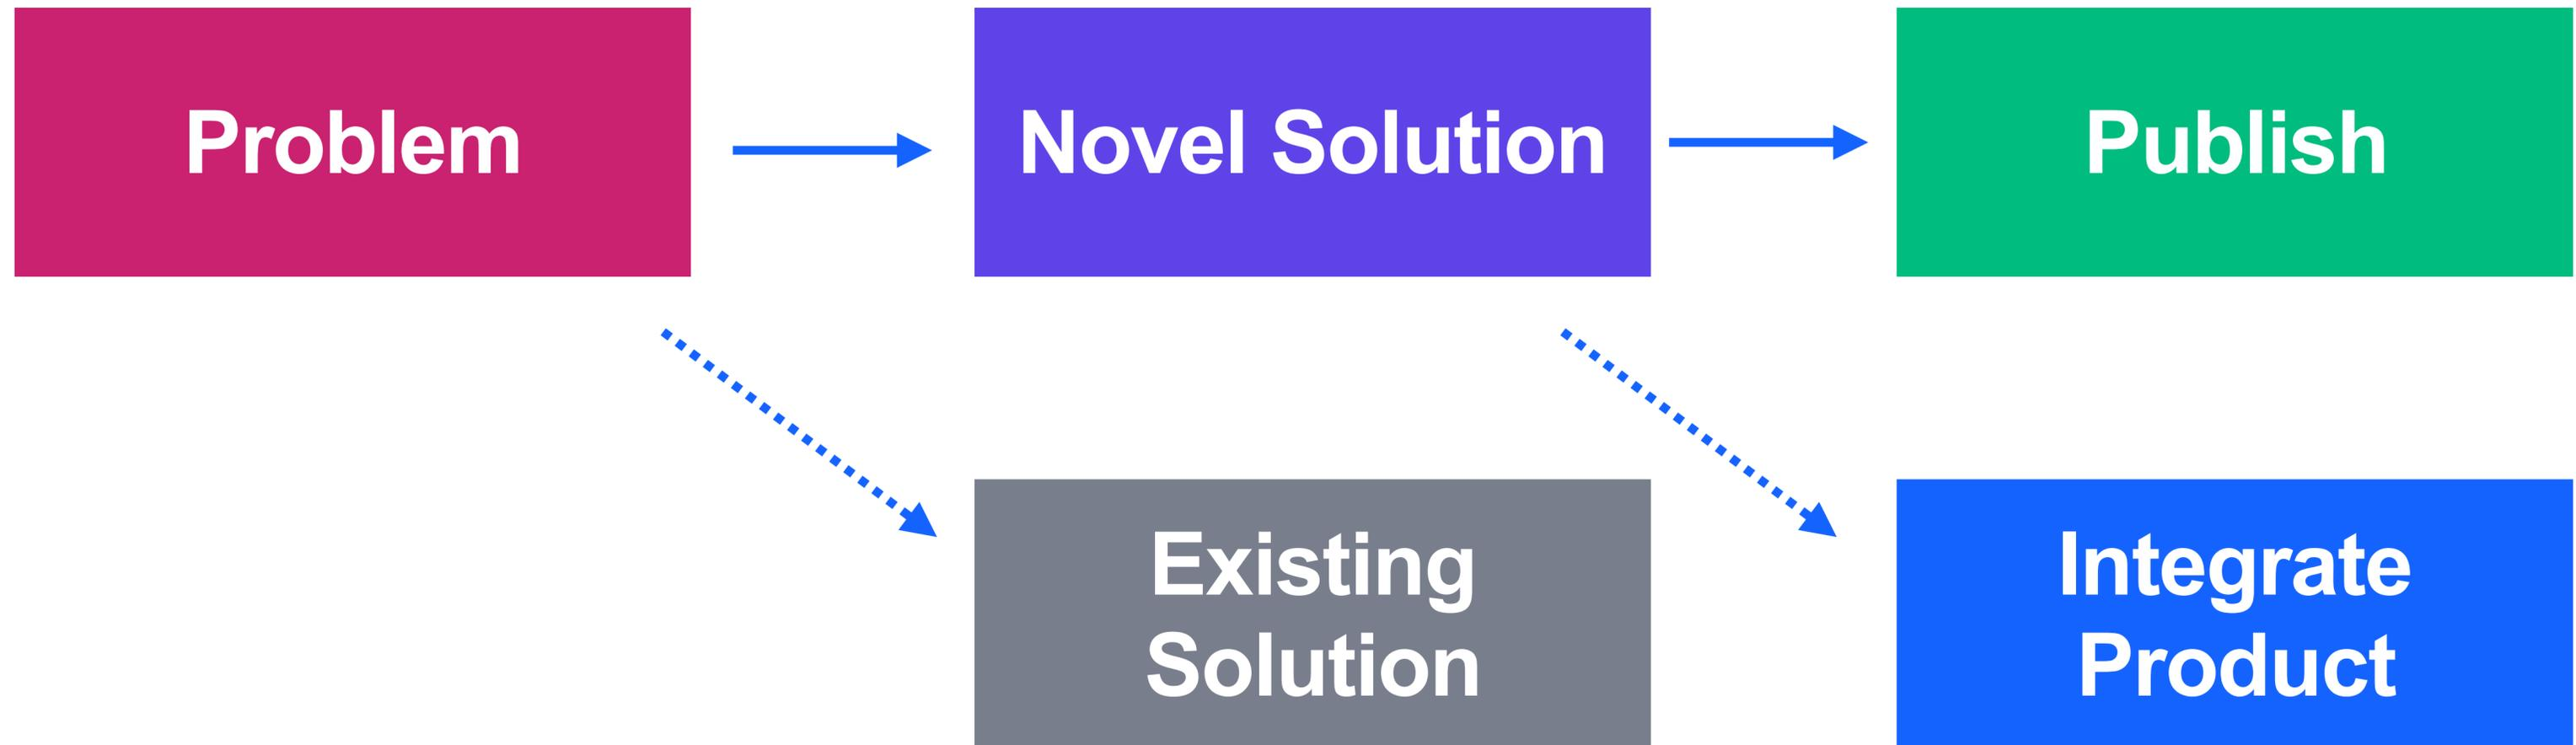 Problem
Novel Solution
Publish
Existing
Solution
Integrate
Product